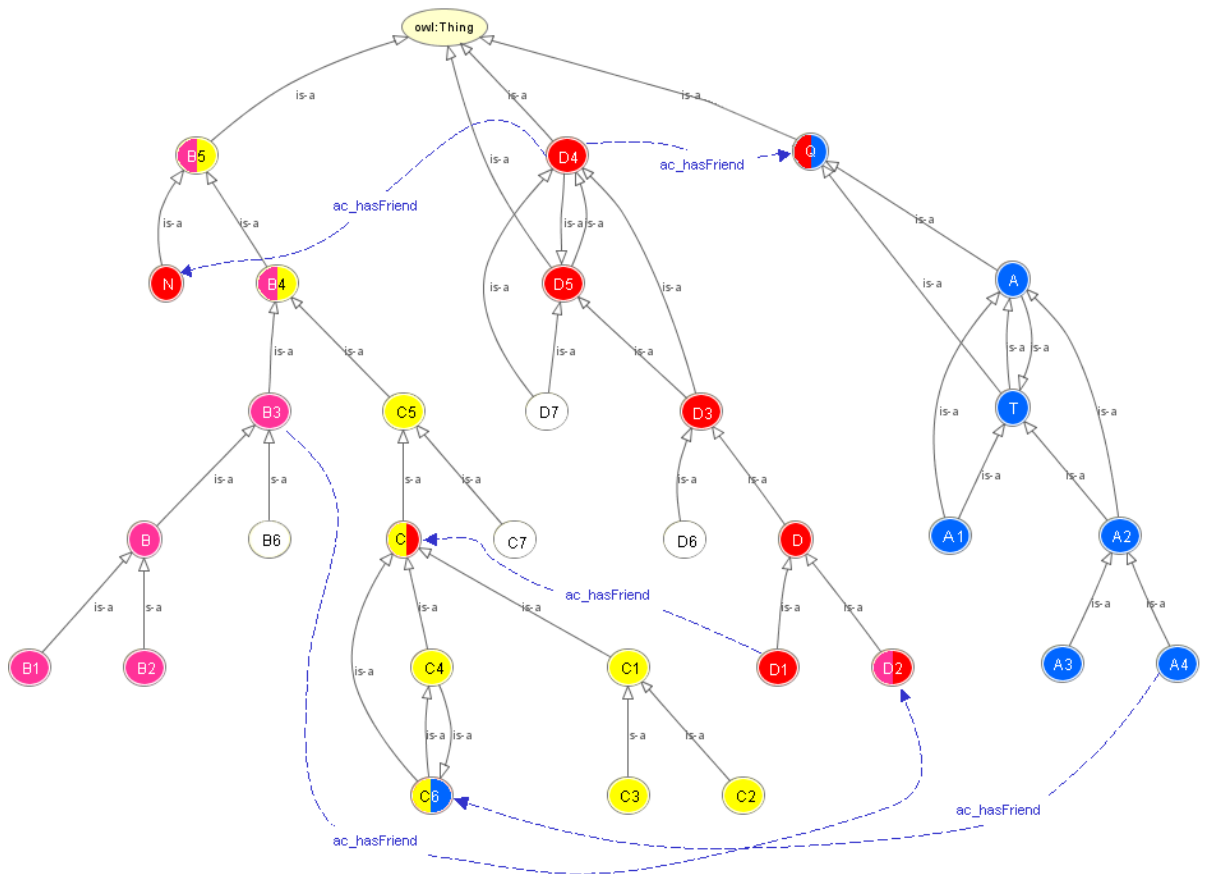 owl:Thing
is-a
is-a
is-a
B5
D4
Q
is-a
ac_hasFriend
ac_hasFriend
is-a
is-a
is-a
is-a
is-a
N
B4
D5
A
is-a
is-a
is-a
is-a
is-a
is-a
is-a
is-a
is-a
B3
C5
D7
D3
T
is-a
is-a
is-a
s-a
s-a
is-a
is-a
is-a
is-a
is-a
B
B6
C
C7
D6
D
A1
A2
ac_hasFriend
is-a
s-a
is-a
is-a
is-a
is-a
is-a
is-a
B1
B2
C4
C1
D1
D2
A3
A4
is-a
is-a
is-a
s-a
is-a
C6
C3
C2
ac_hasFriend
ac_hasFriend